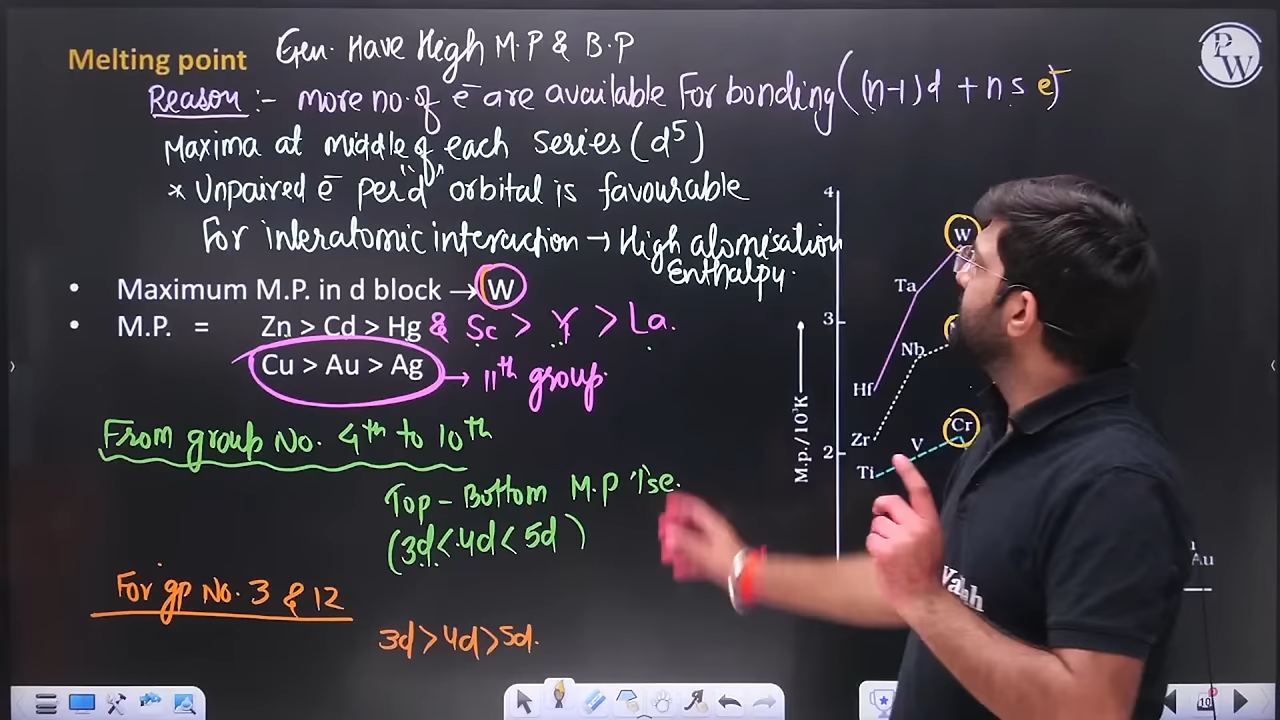 Melting point Gen. Have High M.P & B.P
PW
Reason :- more no. of e⁻ are available For bonding ((n-1)d + ns e⁻)
Maxima at middle of each series (d⁵)
* Unpaired e⁻ per "d" orbital is favourable
For interatomic interaction → High atomisation Enthalpy.
• Maximum M.P. in d block → W
• M.P. = Zn > Cd > Hg & Sc > Y > La.
Cu > Au > Ag → 11th group.
From group No. 4th to 10th
Top - Bottom M.P ↑se.
(3d < 4d < 5d)
For gp No. 3 & 12
3d > 4d > 5d.
4
W
Ta
3
Nb
Hf
Zr
Cr
V
2
Ti
M.p./10³K
Au
10